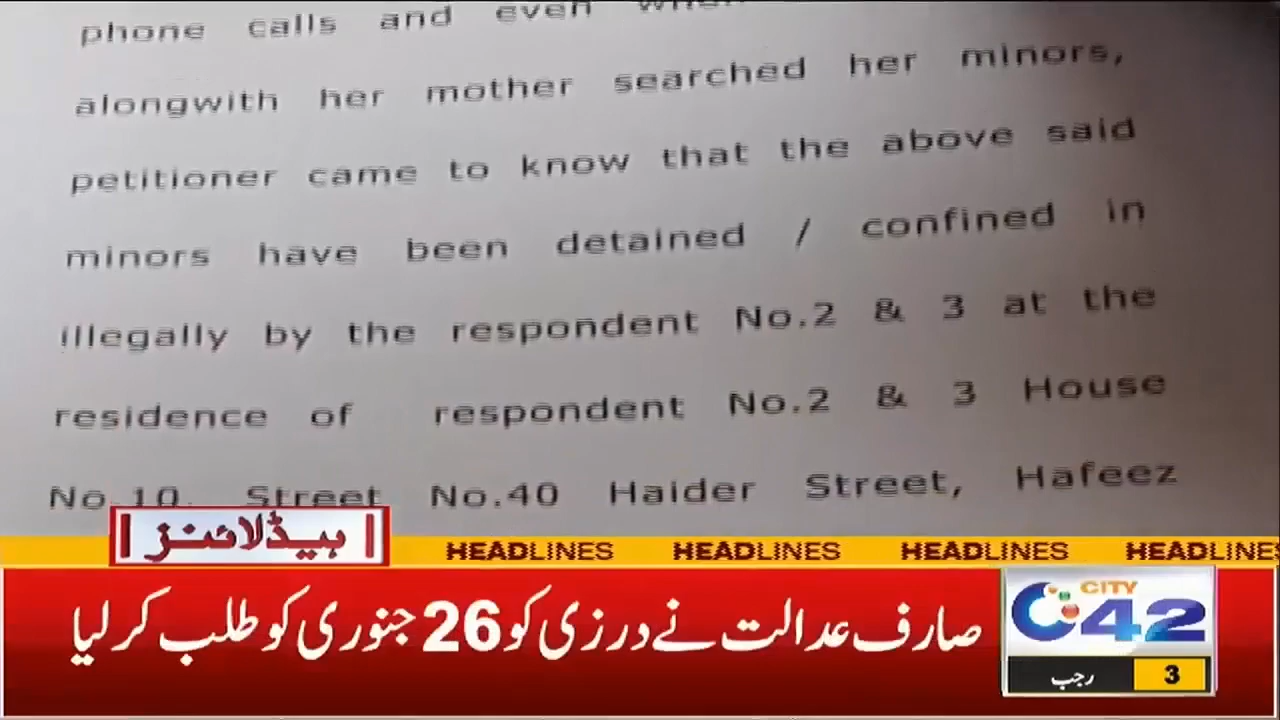 phone calls and even when
alongwith her mother searched her minors,
petitioner came to know that the above said
minors have been detained / confined in
illegally by the respondent No.2 & 3 at the
residence of respondent No.2 & 3 House
No.10, Street No.40 Haider Street, Hafeez
ہیڈلائنز
HEADLINES HEADLINES HEADLINES HEADLINES
صارف عدالت نے درزی کو 26 جنوری کو طلب کر لیا
CITY
42
3 رجب